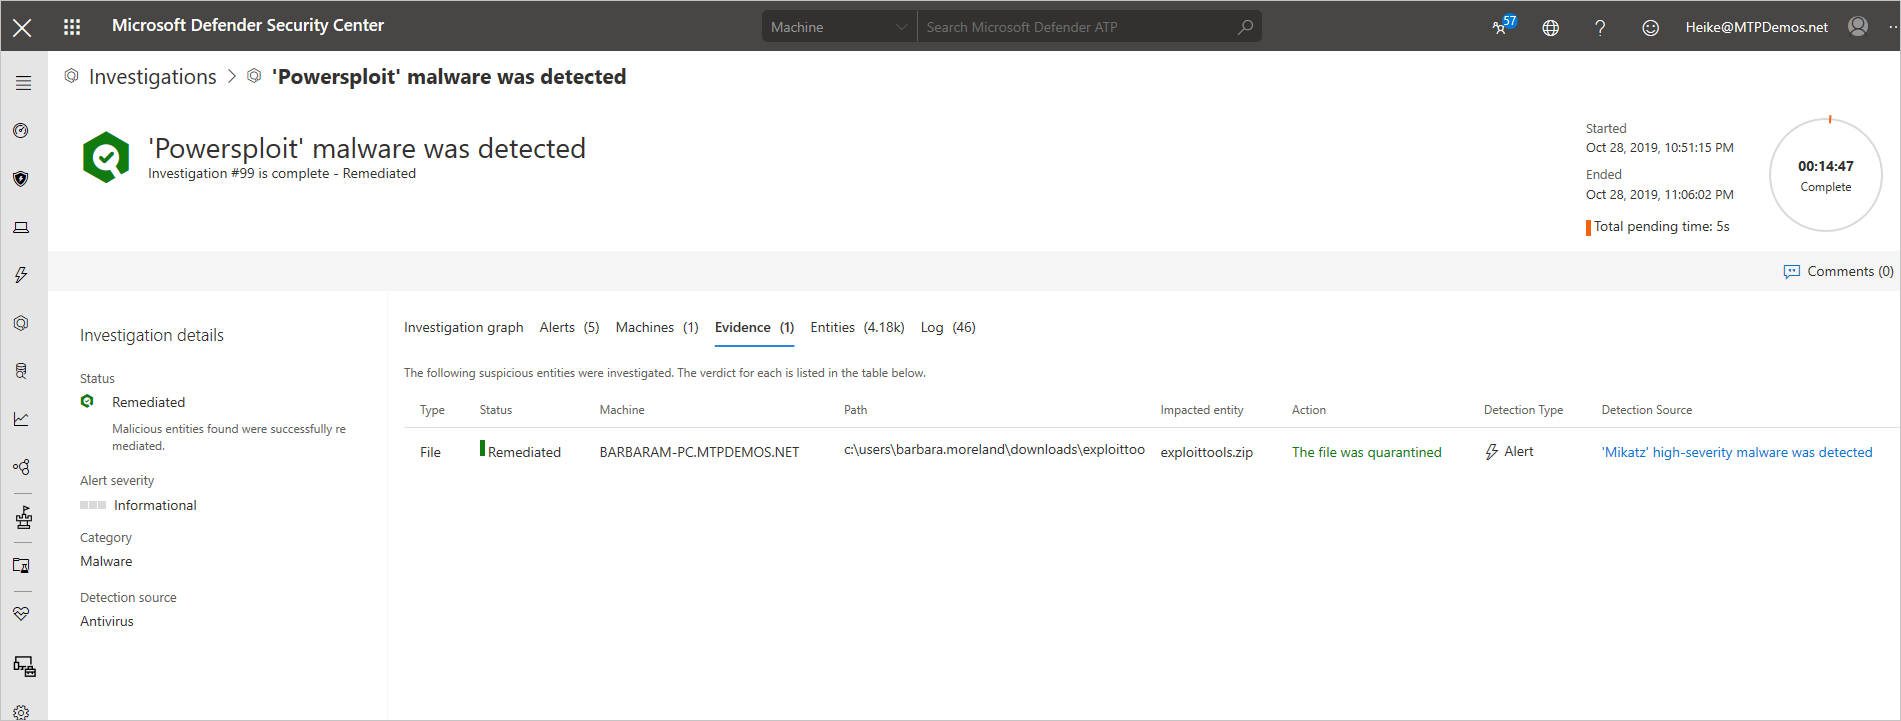 Microsoft Defender Security Center
Machine
Search Microsoft Defender ATP
57
Heike@MTPDemos.net
Investigations
'Powersploit' malware was detected
'Powersploit' malware was detected
Investigation #99 is complete - Remediated
Started
Oct 28, 2019, 10:51:15 PM
Ended
Oct 28, 2019, 11:06:02 PM
Total pending time: 5s
00:14:47
Complete
Comments (0)
Investigation details
Status
Remediated
Malicious entities found were successfully re
mediated.
Alert severity
Informational
Category
Malware
Detection source
Antivirus
Investigation graph Alerts (5) Machines (1) Evidence (1) Entities (4.18k) Log (46)
The following suspicious entities were investigated. The verdict for each is listed in the table below.
Type Status Machine Path Impacted entity Action Detection Type Detection Source
File Remediated BARBARAM-PC.MTPDEMOS.NET c:\users\barbara.moreland\downloads\exploittoo exploittools.zip The file was quarantined Alert 'Mikatz' high-severity malware was detected